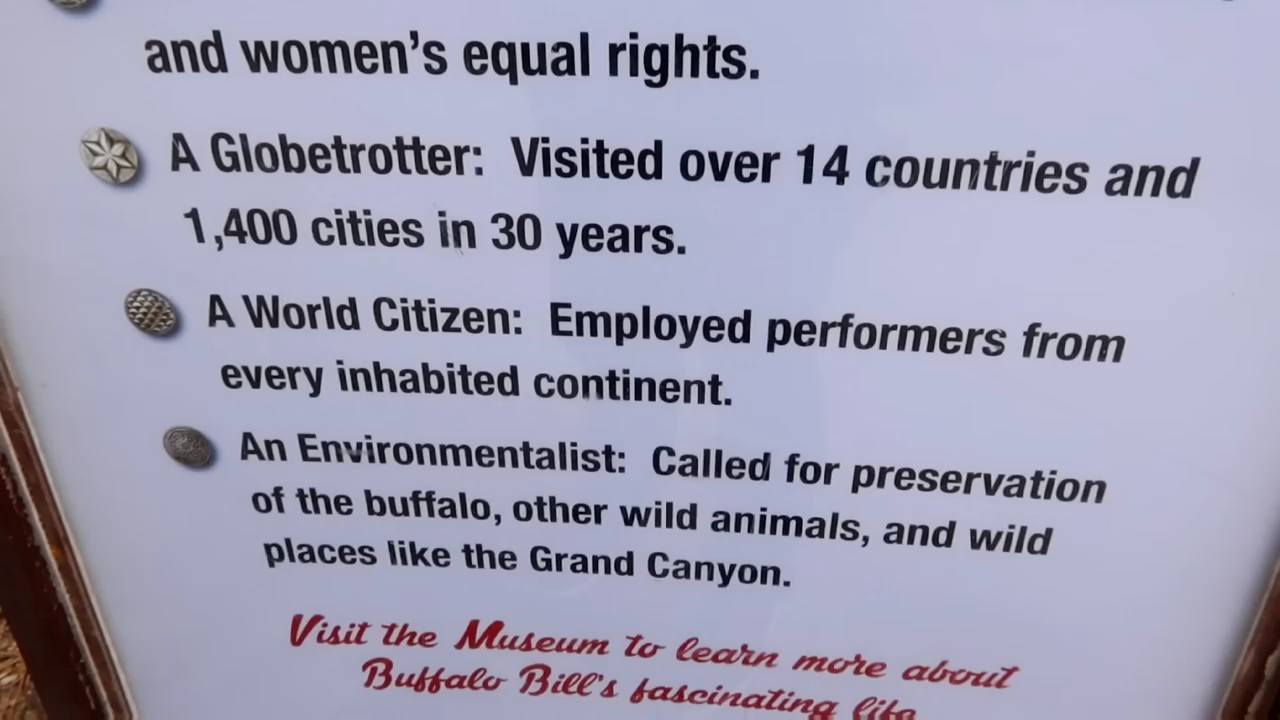 and women's equal rights.
A Globetrotter: Visited over 14 countries and
1,400 cities in 30 years.
A World Citizen: Employed performers from
every inhabited continent.
An Environmentalist: Called for preservation
of the buffalo, other wild animals, and wild
places like the Grand Canyon.
Visit the Museum to learn more about
Buffalo Bill's fascinating life